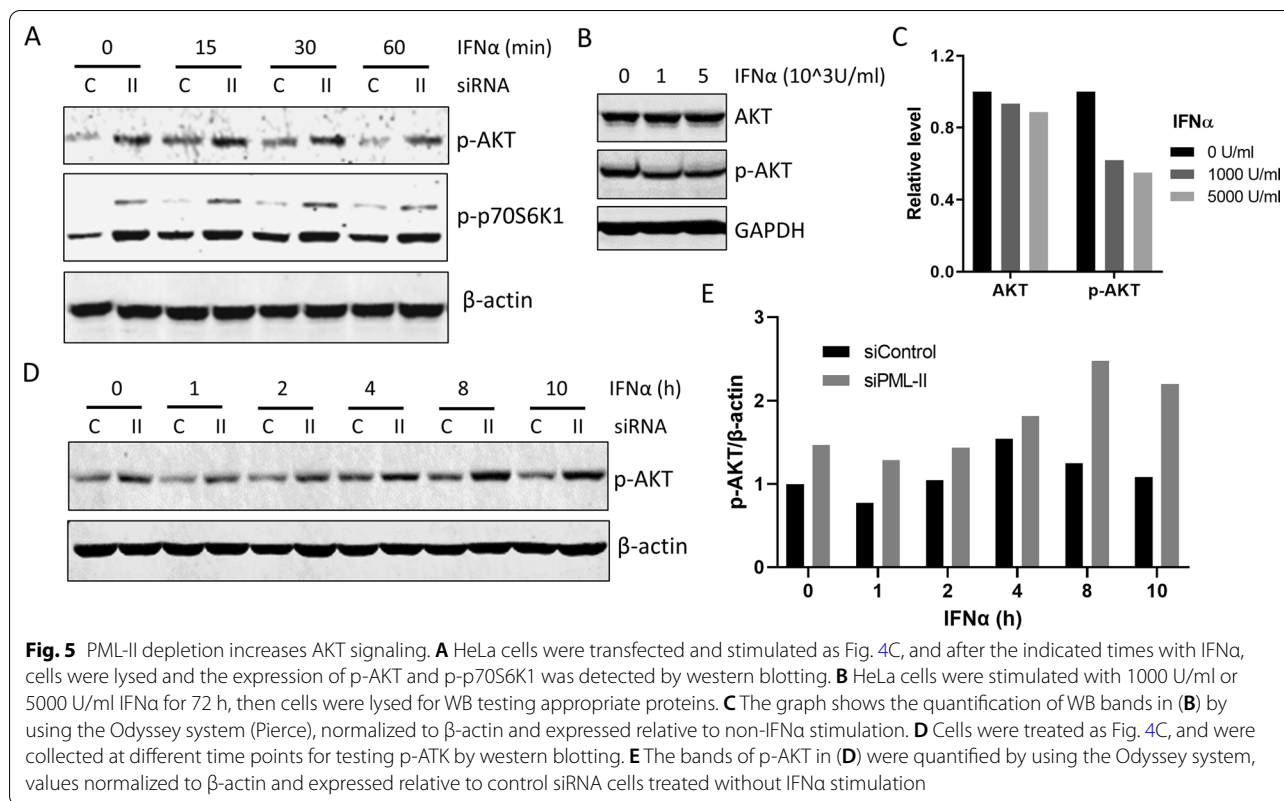 A
0 15 30 60 IFNα (min)
C II C II C II C II siRNA
p-AKT
p-p70S6K1
β-actin
B
0 1 5 IFNα (10^3U/ml)
AKT
p-AKT
GAPDH
C
Relative level
1.2
0.8
0.4
0.0
AKT p-AKT
IFNα
0 U/ml
1000 U/ml
5000 U/ml
D
0 1 2 4 8 10 IFNα (h)
C II C II C II C II C II C II siRNA
p-AKT
β-actin
E
p-AKT/β-actin
3
2
1
0
siControl
siPML-II
0 1 2 4 8 10
IFNα (h)
Fig. 5 PML-II depletion increases AKT signaling. A HeLa cells were transfected and stimulated as Fig. 4C, and after the indicated times with IFNα,
cells were lysed and the expression of p-AKT and p-p70S6K1 was detected by western blotting. B HeLa cells were stimulated with 1000 U/ml or
5000 U/ml IFNα for 72 h, then cells were lysed for WB testing appropriate proteins. C The graph shows the quantification of WB bands in (B) by
using the Odyssey system (Pierce), normalized to β-actin and expressed relative to non-IFNα stimulation. D Cells were treated as Fig. 4C, and were
collected at different time points for testing p-ATK by western blotting. E The bands of p-AKT in (D) were quantified by using the Odyssey system,
values normalized to β-actin and expressed relative to control siRNA cells treated without IFNα stimulation